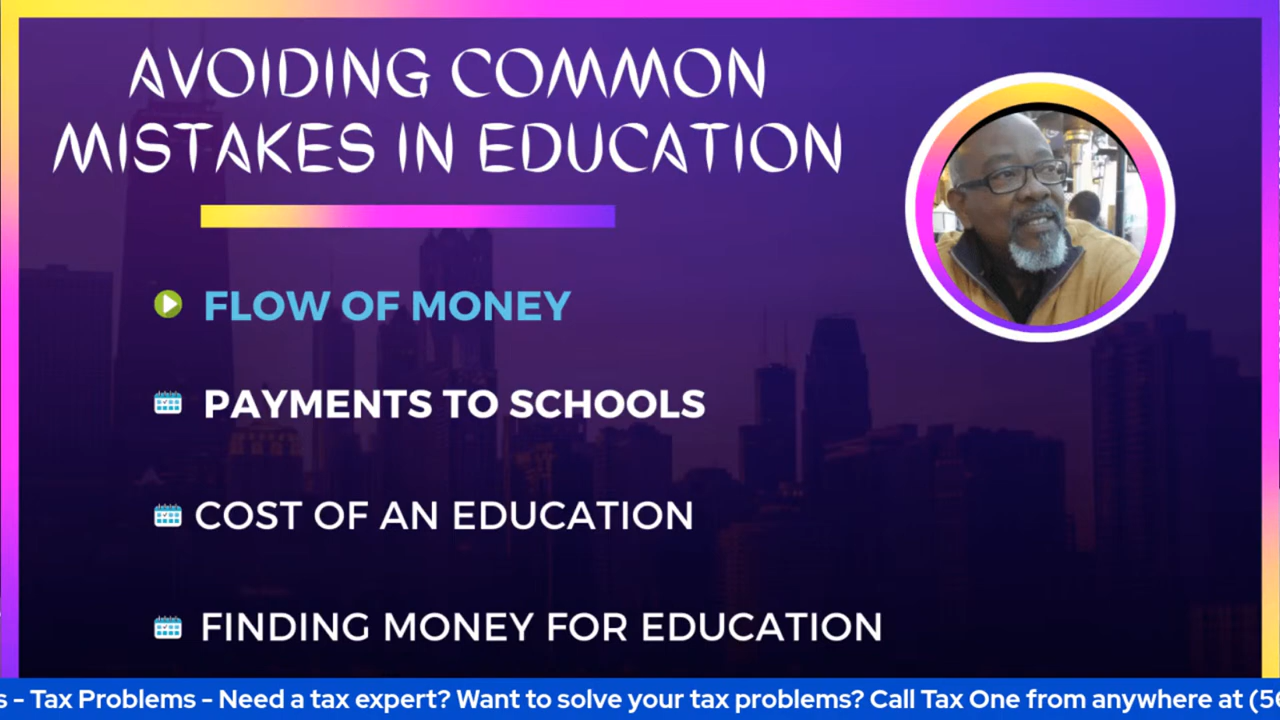 AVOIDING COMMON
MISTAKES IN EDUCATION
FLOW OF MONEY
PAYMENTS TO SCHOOLS
COST OF AN EDUCATION
FINDING MONEY FOR EDUCATION
s – Tax Problems – Need a tax expert? Want to solve your tax problems? Call Tax One from anywhere at (56